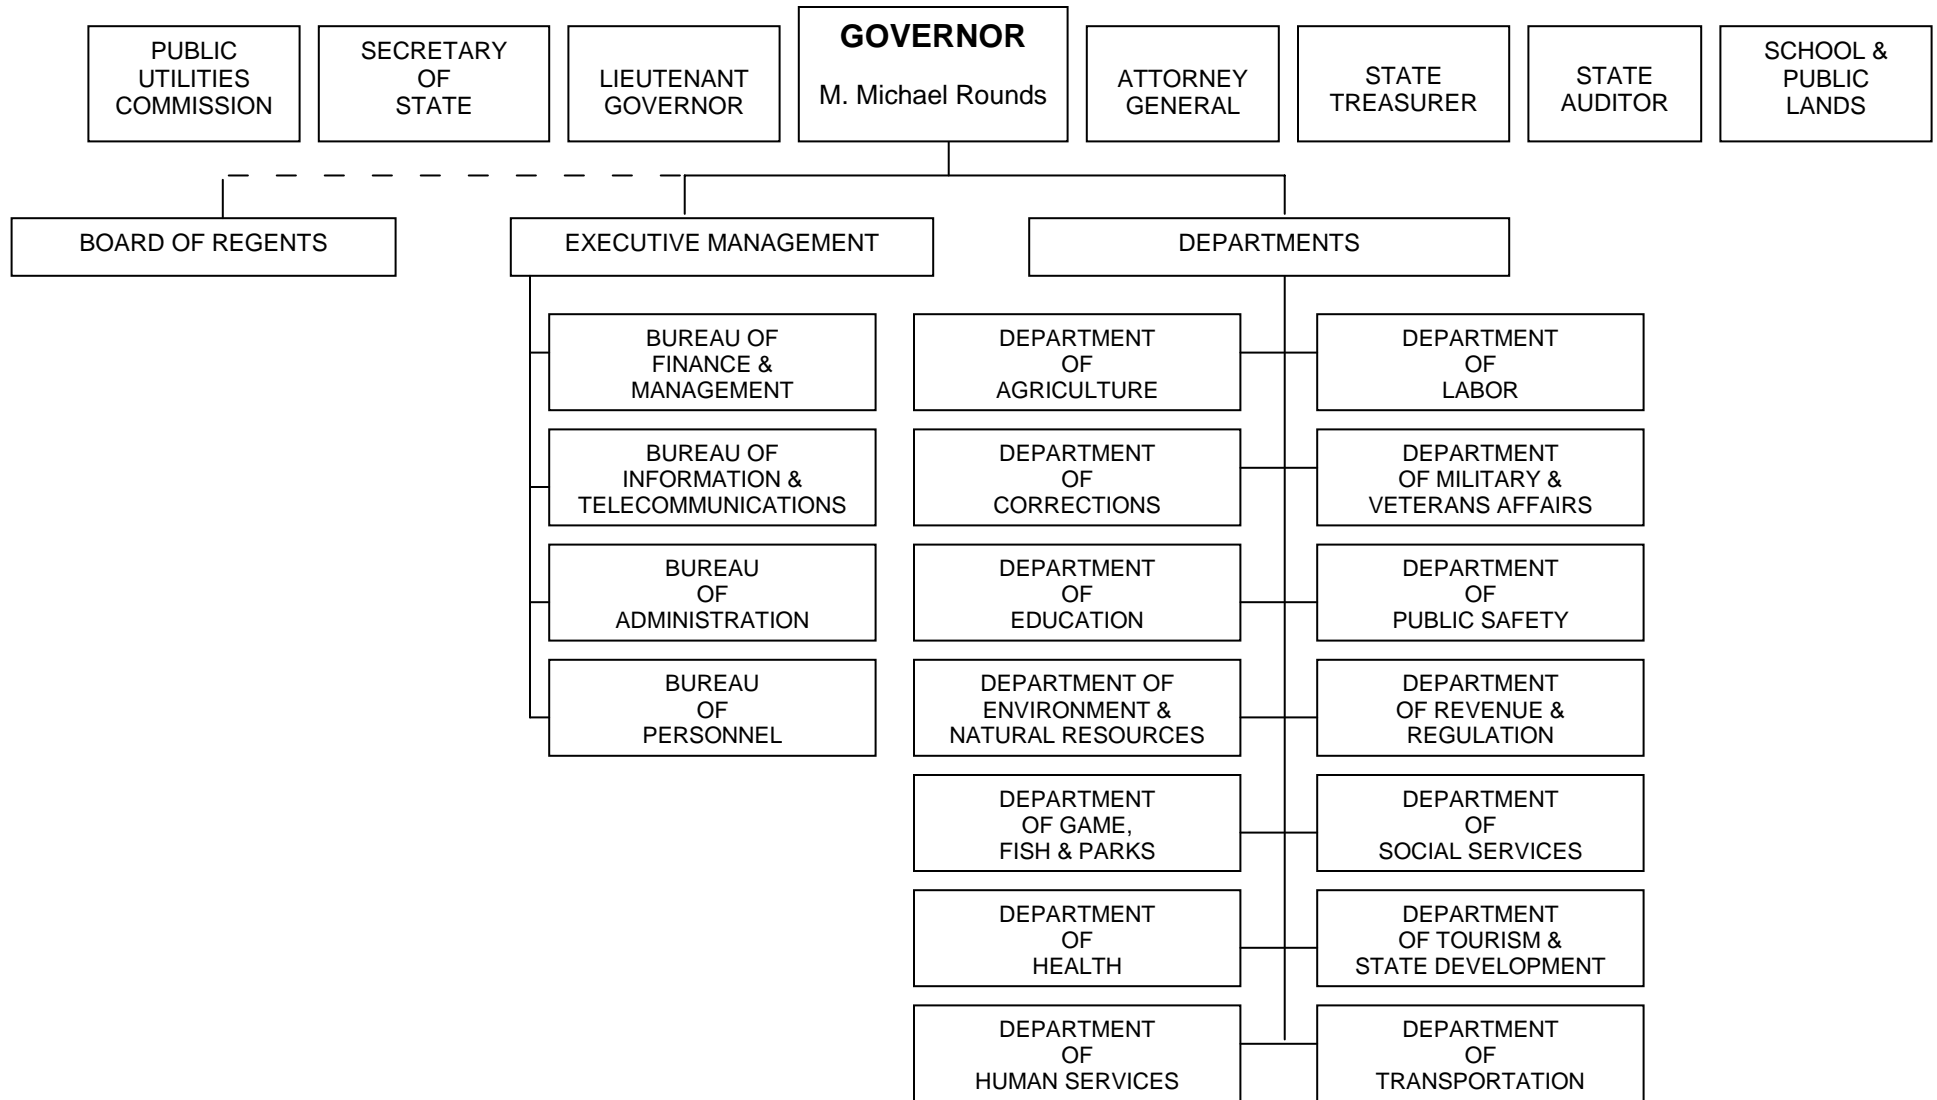 PUBLIC
UTILITIES
COMMISSION
SECRETARY
OF
STATE
LIEUTENANT
GOVERNOR
GOVERNOR
M. Michael Rounds
ATTORNEY
GENERAL
STATE
TREASURER
STATE
AUDITOR
SCHOOL &
PUBLIC
LANDS
BOARD OF REGENTS
EXECUTIVE MANAGEMENT
DEPARTMENTS
BUREAU OF
FINANCE &
MANAGEMENT
BUREAU OF
INFORMATION &
TELECOMMUNICATIONS
BUREAU
OF
ADMINISTRATION
BUREAU
OF
PERSONNEL
DEPARTMENT
OF
AGRICULTURE
DEPARTMENT
OF
CORRECTIONS
DEPARTMENT
OF
EDUCATION
DEPARTMENT OF
ENVIRONMENT &
NATURAL RESOURCES
DEPARTMENT
OF GAME,
FISH & PARKS
DEPARTMENT
OF
HEALTH
DEPARTMENT
OF
HUMAN SERVICES
DEPARTMENT
OF
LABOR
DEPARTMENT
OF MILITARY &
VETERANS AFFAIRS
DEPARTMENT
OF
PUBLIC SAFETY
DEPARTMENT
OF REVENUE &
REGULATION
DEPARTMENT
OF
SOCIAL SERVICES
DEPARTMENT
OF TOURISM &
STATE DEVELOPMENT
DEPARTMENT
OF
TRANSPORTATION